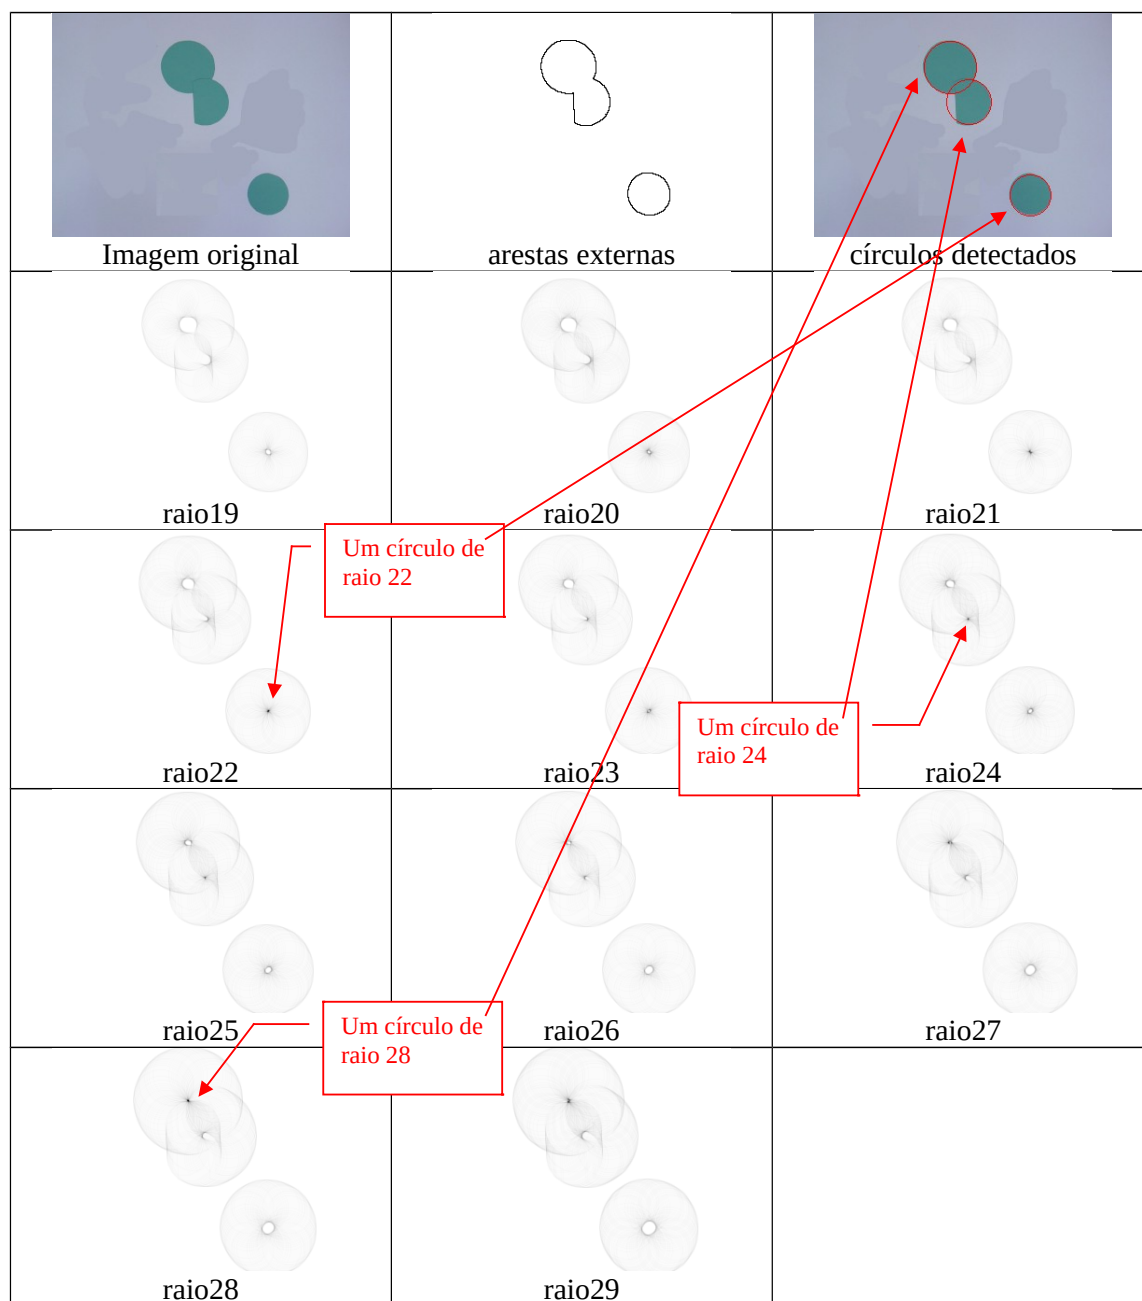 Imagem original
arestas externas
círculos detectados
raio19
raio20
raio21
Um círculo de
raio 22
raio22
raio23
raio24
Um círculo de
raio 24
raio25
raio26
raio27
Um círculo de
raio 28
raio28
raio29